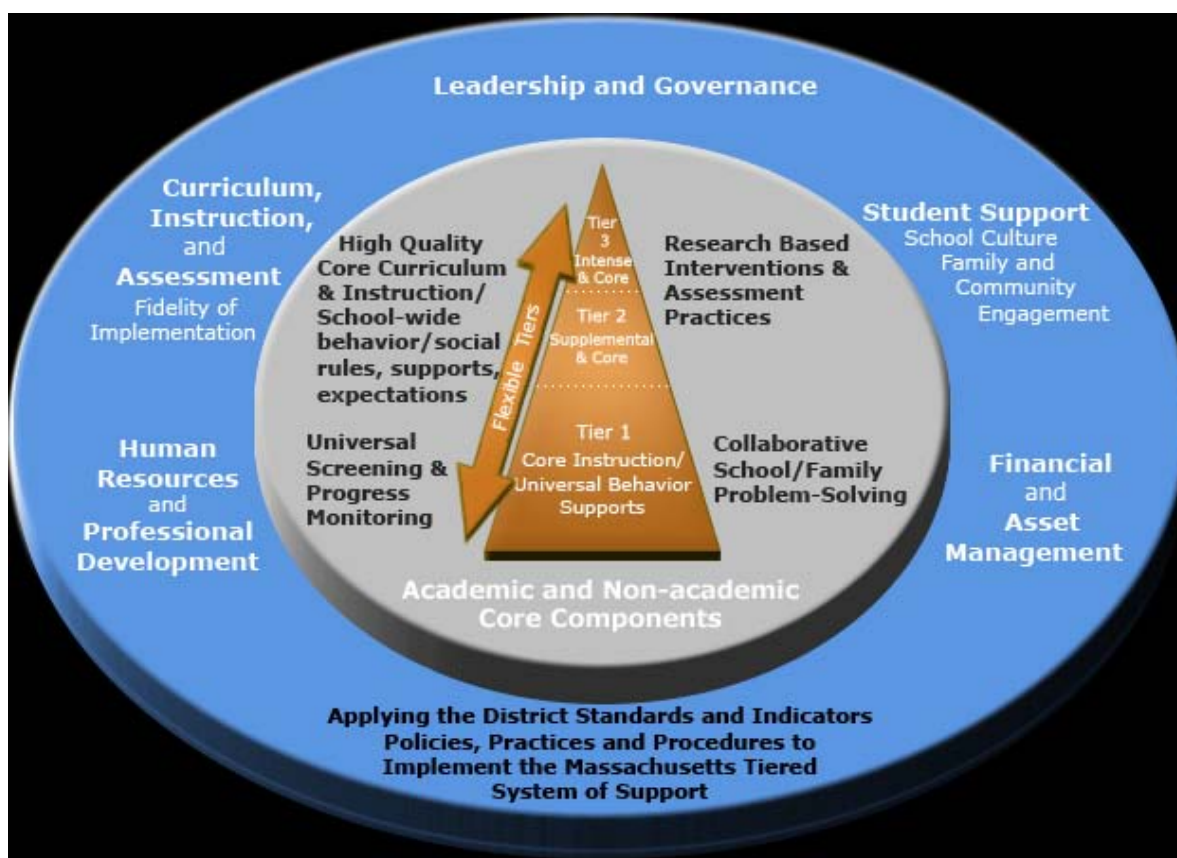 Leadership and Governance
Curriculum,
Instruction,
and
Assessment
Fidelity of
Implementation
Student Support
School Culture
Family and
Community
Engagement
High Quality
Core Curriculum
& Instruction/
School-wide
behavior/social
rules, supports,
expectations
Flexible Tiers
Tier
3
Intense
& Core
Tier 2
Supplemental
& Core
Tier 1
Core Instruction/
Universal Behavior
Supports
Research Based
Interventions &
Assessment
Practices
Universal
Screening &
Progress
Monitoring
Collaborative
School/Family
Problem-Solving
Human
Resources
and
Professional
Development
Financial
and
Asset
Management
Academic and Non-academic
Core Components
Applying the District Standards and Indicators
Policies, Practices and Procedures to
Implement the Massachusetts Tiered
System of Support